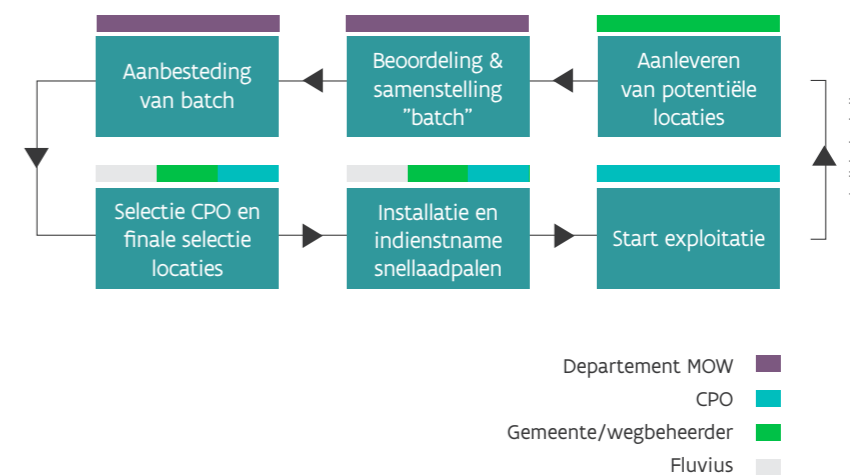 Aanbesteding
van batch
Beoordeling &
samenstelling
"batch"
Aanleveren
van potentiële
locaties
Selectie CPO en
finale selectie
locaties
Installatie en
indienstname
snellaadpalen
Start exploitatie
Departement MOW
CPO
Gemeente/wegbeheerder
Fluvius